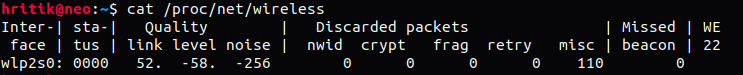 hritik@neo:~$ cat /proc/net/wireless
Inter-| sta-|   Quality        |   Discarded packets               | Missed | WE
 face | tus | link level noise |  nwid  crypt   frag  retry   misc | beacon | 22
wlp2s0: 0000   52.  -58.  -256        0      0      0      0    110        0